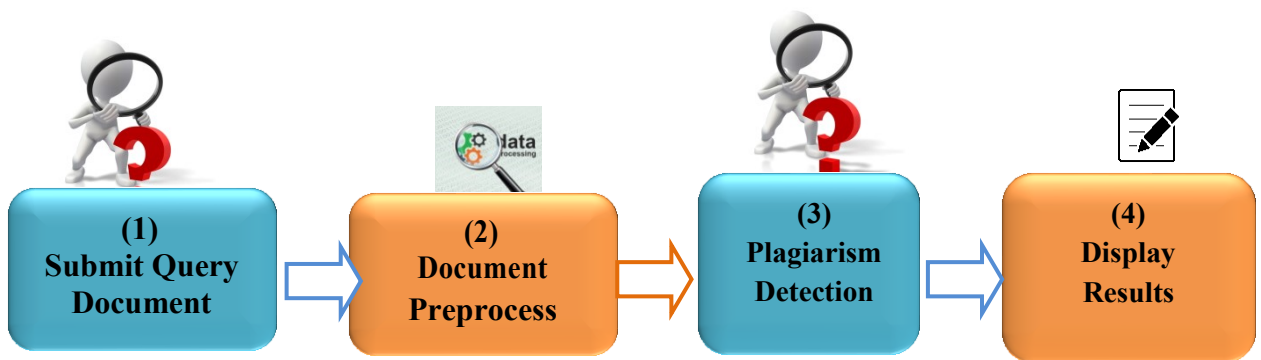 data
processing
(1)
Submit Query
Document
(2)
Document
Preprocess
(3)
Plagiarism
Detection
(4)
Display
Results